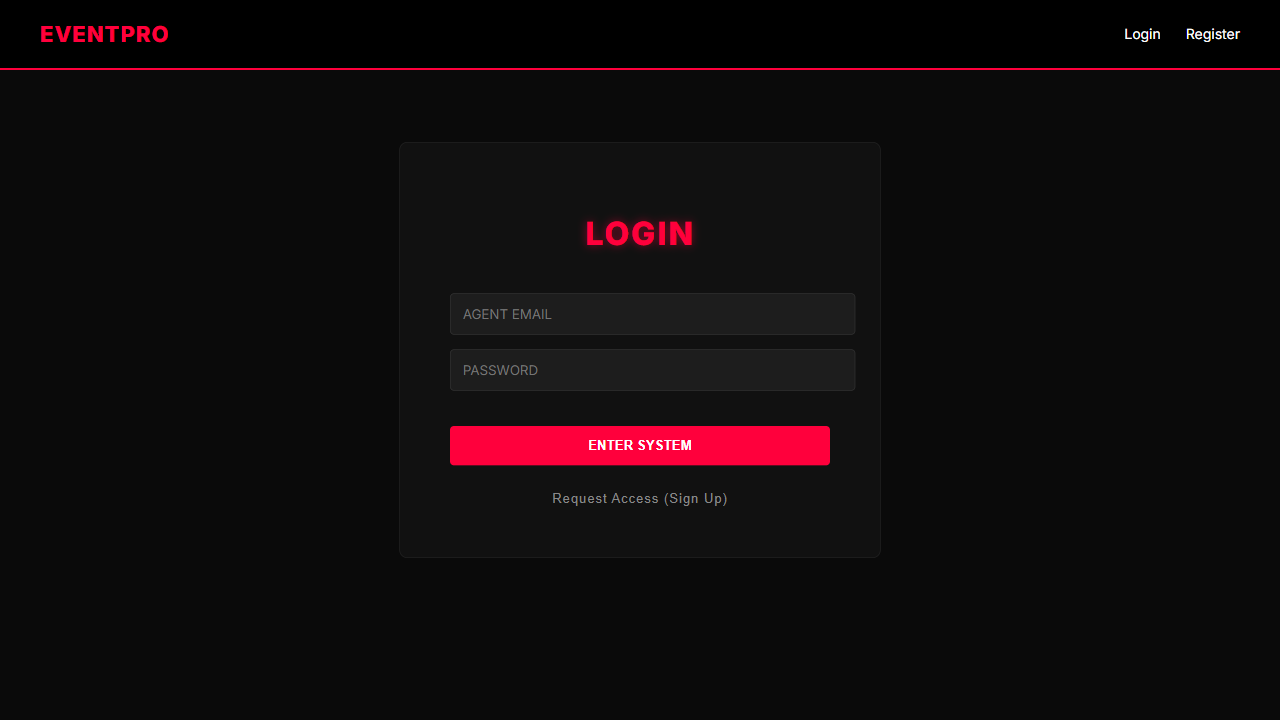 EVENTPRO
Login
Register
LOGIN
AGENT EMAIL
PASSWORD
ENTER SYSTEM
Request Access (Sign Up)